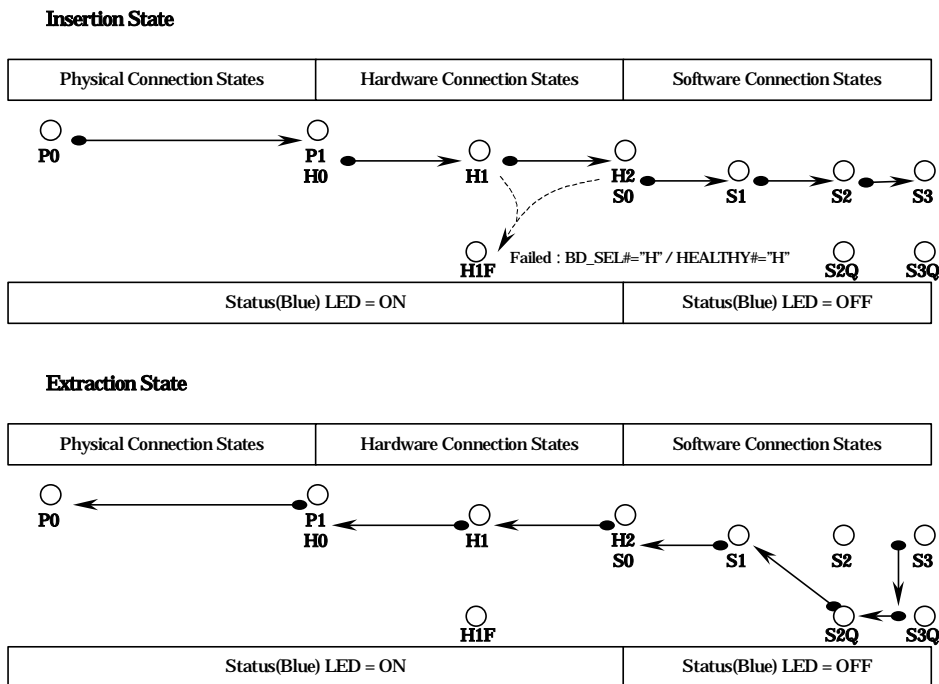 Insertion State
Physical Connection States Hardware Connection States Software Connection States
P0 P1 H1 H2 S1 S2 S3
H0 S0
H1F Failed : BD_SEL#="H" / HEALTHY#="H" S2Q S3Q
Status(Blue) LED = ON Status(Blue) LED = OFF
Extraction State
Physical Connection States Hardware Connection States Software Connection States
P0 P1 H1 H2 S1 S2 S3
H0 S0
H1F S2Q S3Q
Status(Blue) LED = ON Status(Blue) LED = OFF